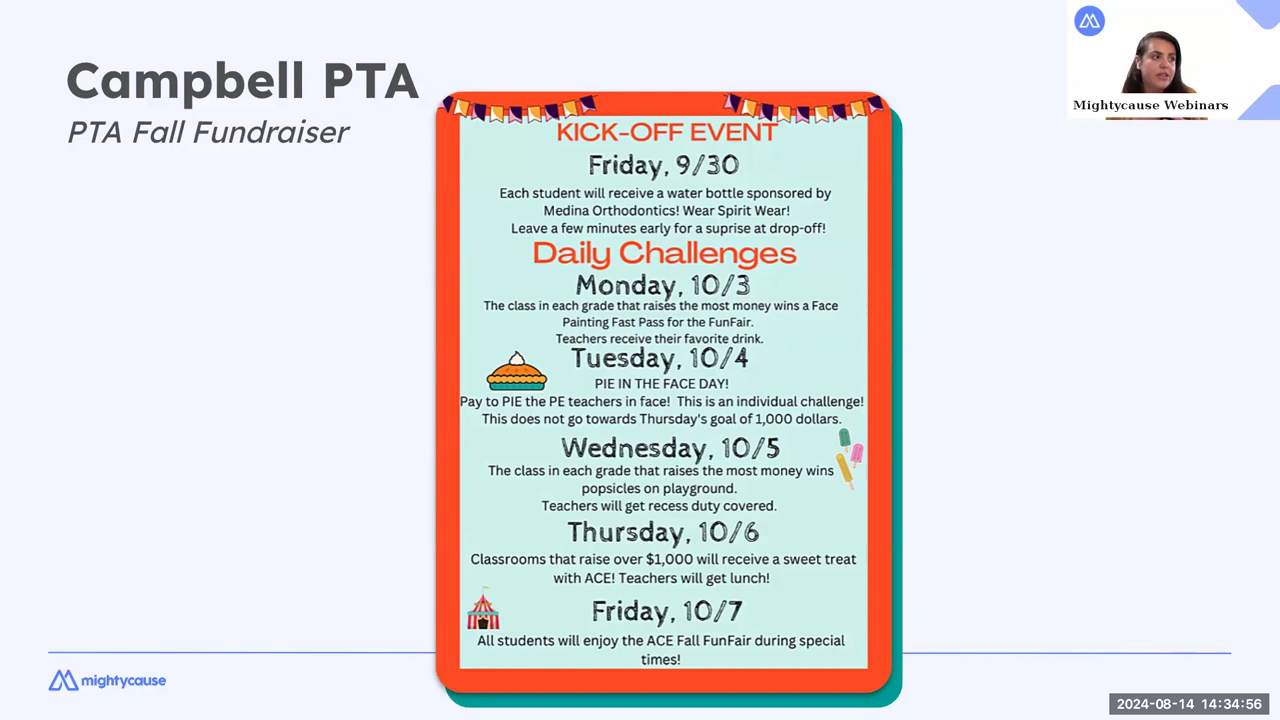 Campbell PTA
PTA Fall Fundraiser
Mightycause Webinars
KICK-OFF EVENT
Friday, 9/30
Each student will receive a water bottle sponsored by
Medina Orthodontics! Wear Spirit Wear!
Leave a few minutes early for a suprise at drop-off!
Daily Challenges
Monday, 10/3
The class in each grade that raises the most money wins a Face
Painting Fast Pass for the FunFair.
Teachers receive their favorite drink.
Tuesday, 10/4
PIE IN THE FACE DAY!
Pay to PIE the PE teachers in face! This is an individual challenge!
This does not go towards Thursday's goal of 1,000 dollars.
Wednesday, 10/5
The class in each grade that raises the most money wins
popsicles on playground.
Teachers will get recess duty covered.
Thursday, 10/6
Classrooms that raise over $1,000 will receive a sweet treat
with ACE! Teachers will get lunch!
Friday, 10/7
All students will enjoy the ACE Fall FunFair during special
times!
mightycause
2024-08-14 14:34:56